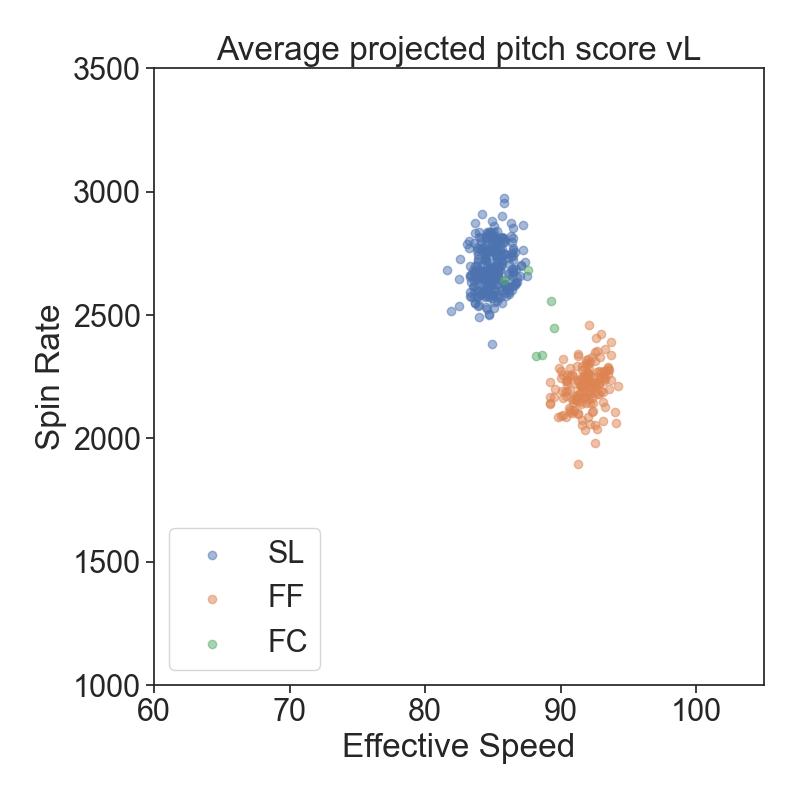 Average projected pitch score vL
3500
3000
2500
2000
1500
1000
Spin Rate
SL
FF
FC
60 70 80 90 100
Effective Speed